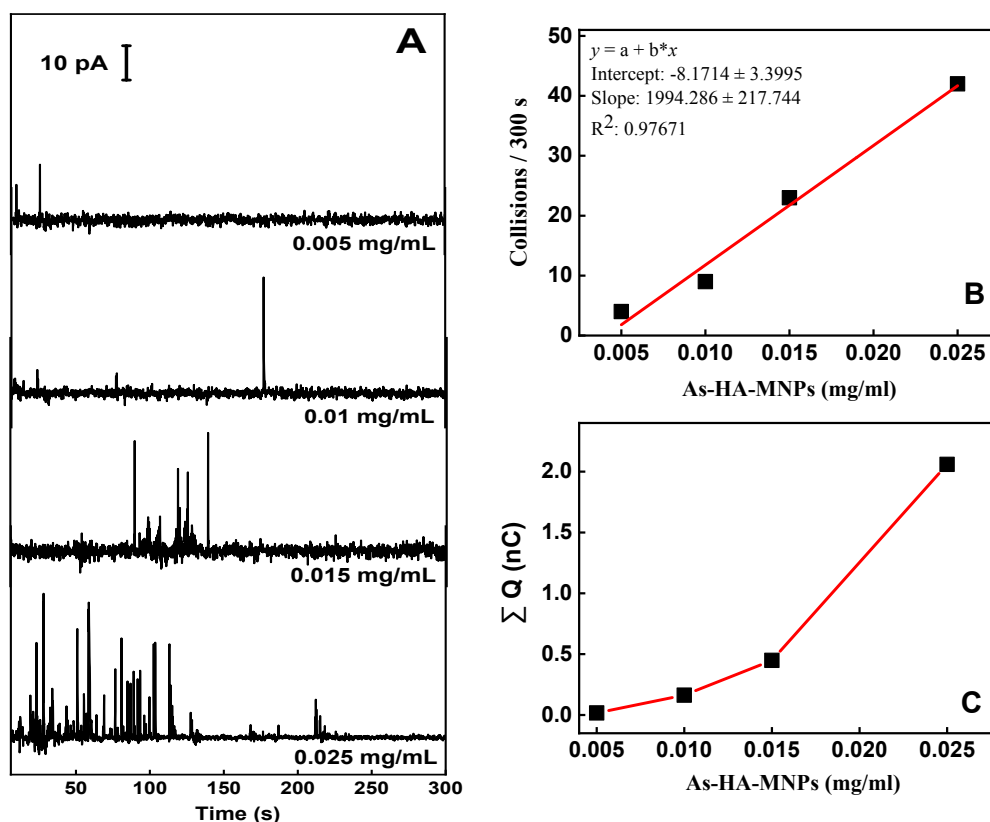 A
10 pA
0.005 mg/mL
0.01 mg/mL
0.015 mg/mL
0.025 mg/mL
50 100 150 200 250 300
Time (s)
50
40
30
20
10
0
Collisions / 300 s
y = a + b*x
Intercept: -8.1714 ± 3.3995
Slope: 1994.286 ± 217.744
R2: 0.97671
B
0.005 0.010 0.015 0.020 0.025
As-HA-MNPs (mg/ml)
2.0
1.5
1.0
0.5
0.0
∑ Q (nC)
C
0.005 0.010 0.015 0.020 0.025
As-HA-MNPs (mg/ml)